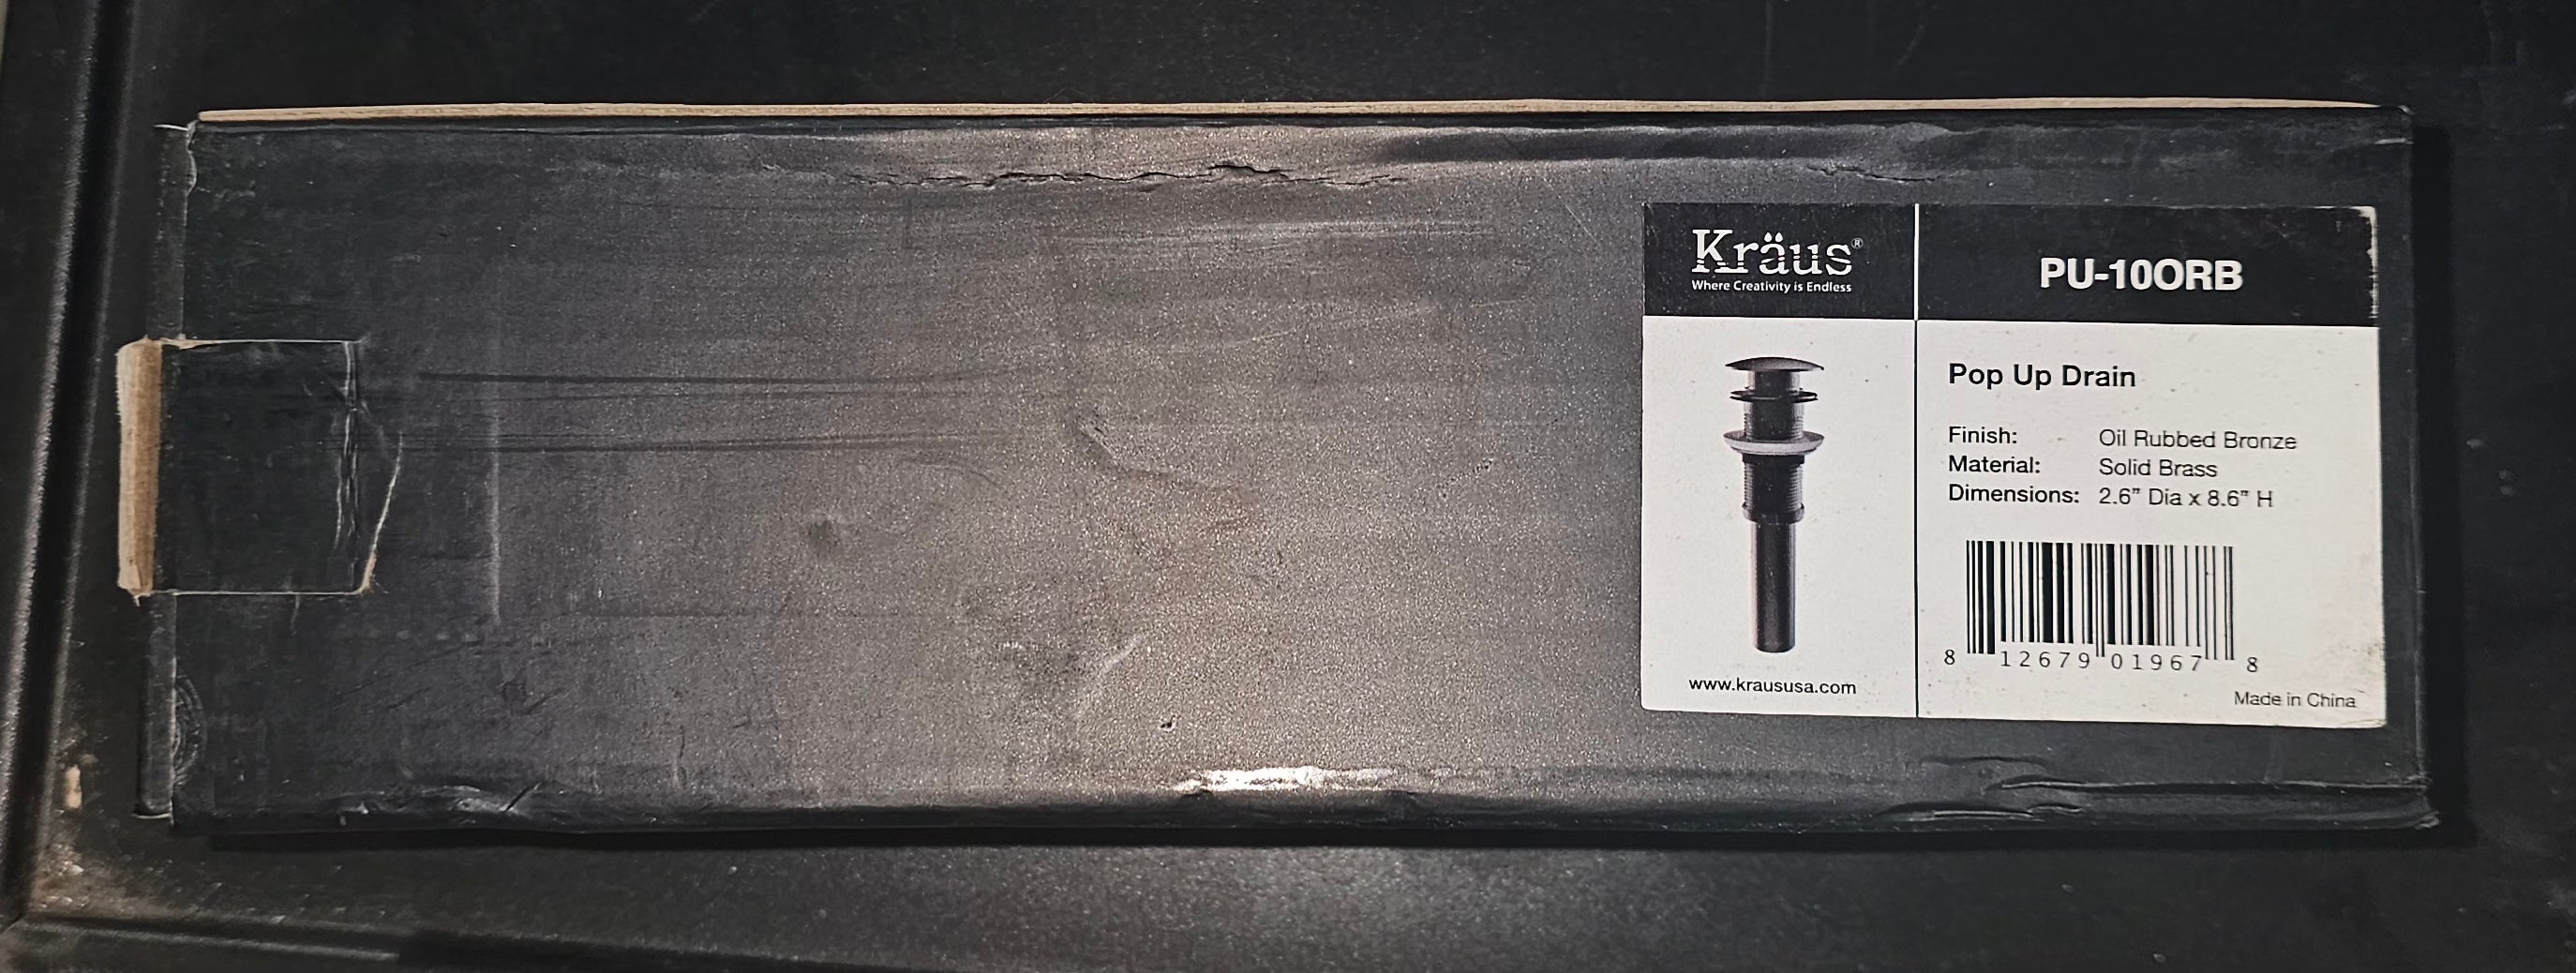 Kräus®
Where Creativity is Endless
PU-10ORB
Pop Up Drain
Finish: Oil Rubbed Bronze
Material: Solid Brass
Dimensions: 2.6" Dia x 8.6" H
8 12679 01967 8
www.kraususa.com
Made in China